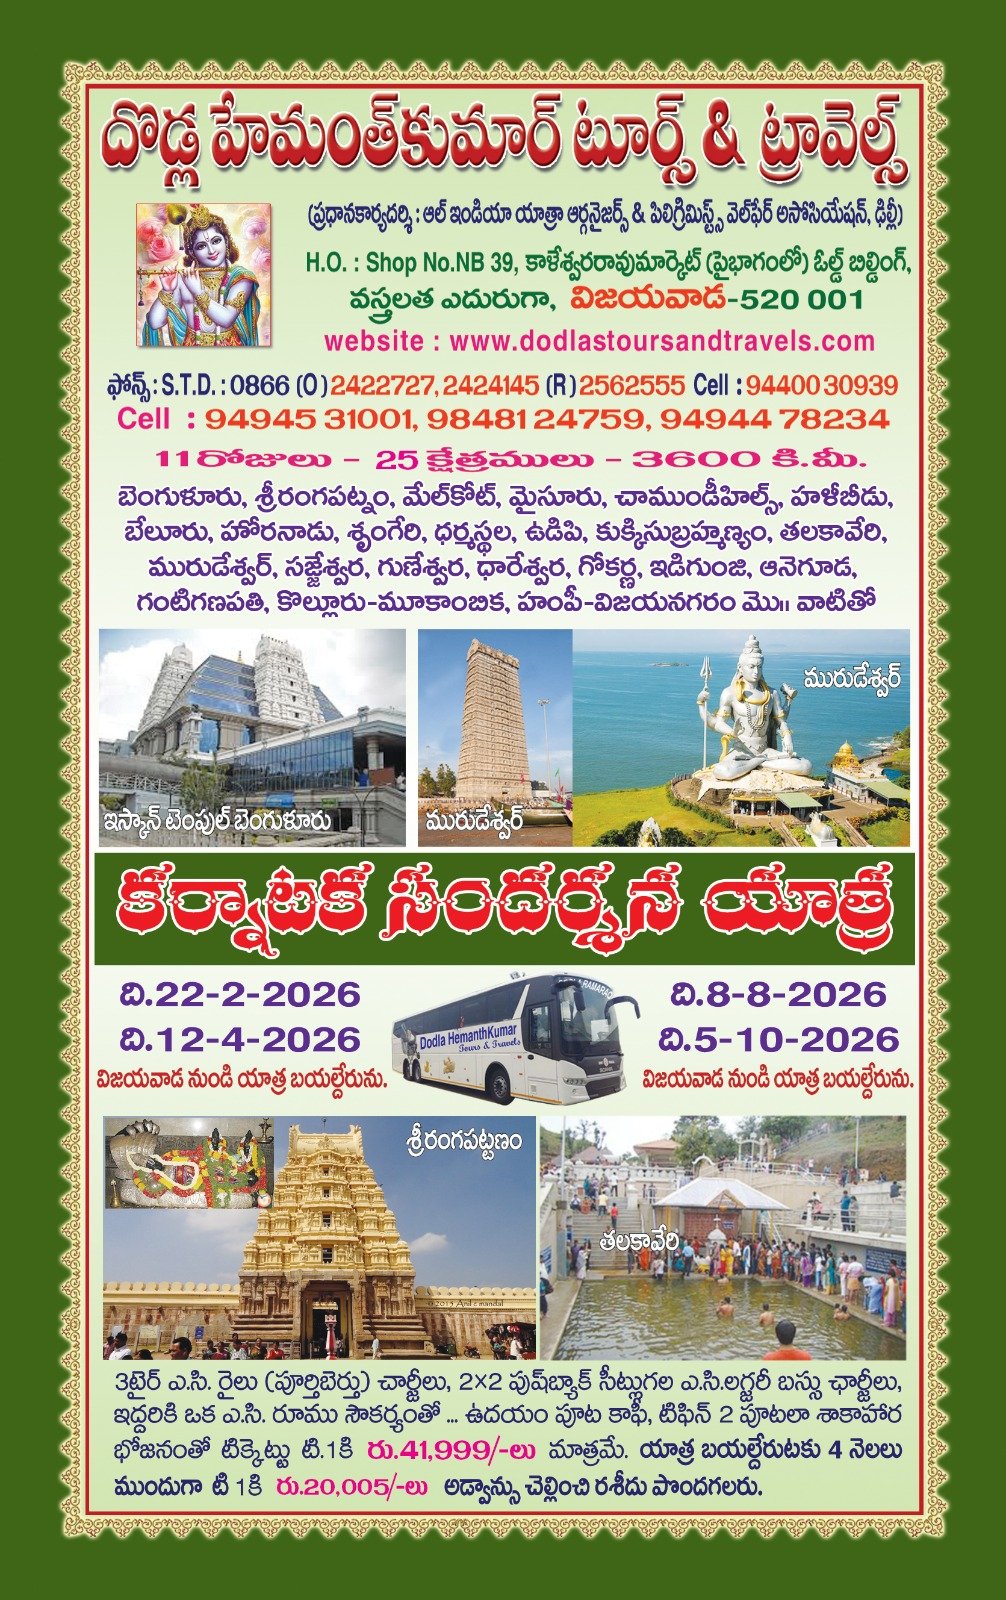 దొడ్ల హేమంత్‌కుమార్ టూర్స్ & ట్రావెల్స్
(ప్రధానకార్యదర్శి : ఆల్ ఇండియా యాత్రా ఆర్గనైజర్స్ & పిలిగ్రిమిస్ట్స్ వెల్‌ఫేర్ అసోసియేషన్, ఢిల్లీ)
H.O. : Shop No.NB 39, కాళేశ్వరరావుమార్కెట్ (పైభాగంలో) ఓల్డ్ బిల్డింగ్,
వస్త్రలత ఎదురుగా, విజయవాడ-520 001
website : www.dodlastoursandtravels.com
ఫోన్స్ : S.T.D. : 0866 (O) 2422727, 2424145 (R) 2562555 Cell : 94400 30939
Cell : 94945 31001, 98481 24759, 94944 78234
11రోజులు - 25 క్షేత్రములు - 3600 కి.మీ.
బెంగుళూరు, శ్రీరంగపట్నం, మేల్‌కోట్, మైసూరు, చాముండీహిల్స్, హళేబీడు,
బేలూరు, హోరనాడు, శృంగేరి, ధర్మస్థల, ఉడిపి, కుక్కిసుబ్రహ్మణ్యం, తలకావేరి,
మురుడేశ్వర్, సజ్జేశ్వర, గుణేశ్వర, ధారేశ్వర, గోకర్ణ, ఇడిగుంజి, ఆనెగూడ,
గంటిగణపతి, కొల్లూరు-మూకాంబిక, హంపీ-విజయనగరం మొ॥ వాటితో
మురుడేశ్వర్
ఇస్కాన్ టెంపుల్ బెంగుళూరు
మురుడేశ్వర్
కర్నాటక సందర్శన యాత్ర
ది.22-2-2026
ది.8-8-2026
ది.12-4-2026
ది.5-10-2026
Dodla HemanthKumar
Tours & Travels
విజయవాడ నుండి యాత్ర బయల్దేరును.
విజయవాడ నుండి యాత్ర బయల్దేరును.
శ్రీరంగపట్టణం
తలకావేరి
© 2015 Anil c mandal
3టైర్ ఎ.సి. రైలు (పూర్తిబెర్తు) చార్జీలు, 2×2 పుష్‌బ్యాక్ సీట్లుగల ఎ.సి.లగ్జరీ బస్సు ఛార్జీలు,
ఇద్దరికి ఒక ఎ.సి. రూము సౌకర్యంతో ... ఉదయం పూట కాఫీ, టిఫిన్ 2 పూటలా శాకాహార
భోజనంతో టిక్కెట్టు టి.1కి రు.41,999/-లు మాత్రమే. యాత్ర బయల్దేరుటకు 4 నెలలు
ముందుగా టి 1కి రు.20,005/-లు అడ్వాన్సు చెల్లించి రశీదు పొందగలరు.